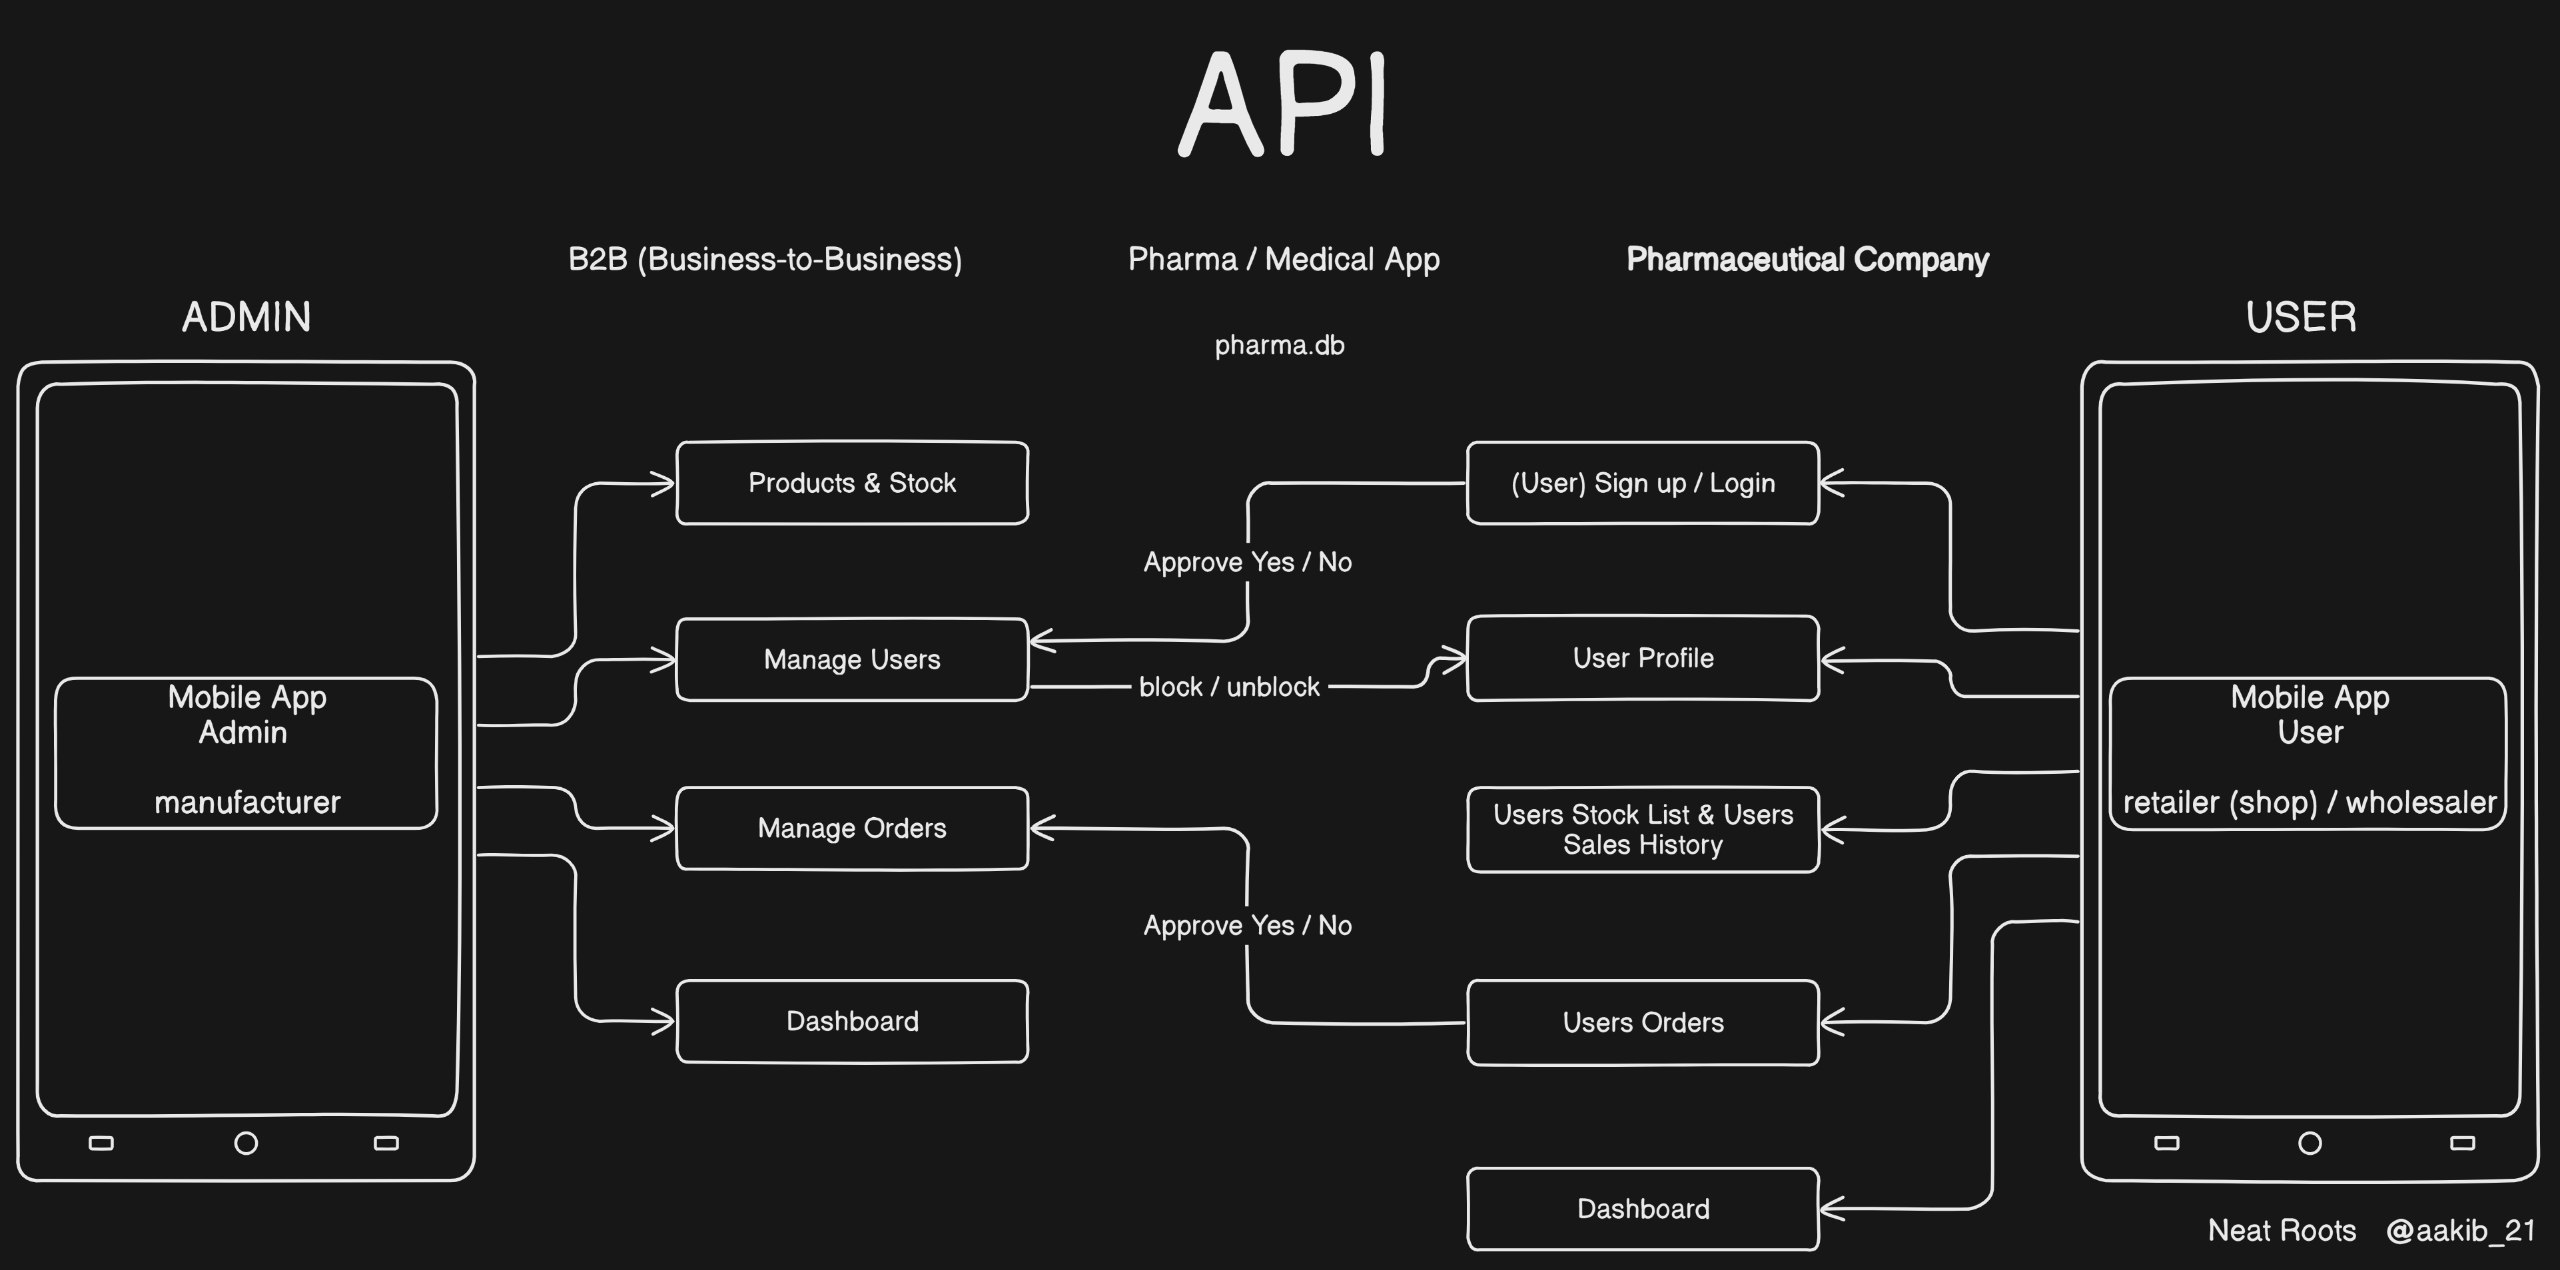 API
B2B (Business-to-Business)
Pharma / Medical App
Pharmaceutical Company
ADMIN
USER
pharma.db
Products & Stock
(User) Sign up / Login
Approve Yes / No
Manage Users
User Profile
block / unblock
Mobile App
Admin
manufacturer
Mobile App
User
retailer (shop) / wholesaler
Manage Orders
Users Stock List & Users
Sales History
Approve Yes / No
Dashboard
Users Orders
Dashboard
Neat Roots @aakib_21